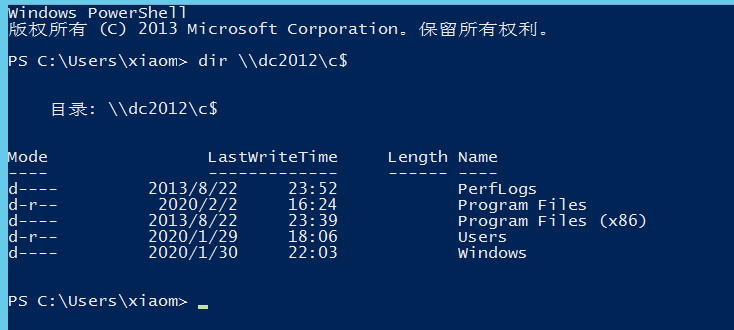 Windows PowerShell
版权所有 (C) 2013 Microsoft Corporation。保留所有权利。
PS C:\Users\xiaom> dir \\dc2012\c$
目录: \\dc2012\c$
Mode                LastWriteTime     Length Name
----                -------------     ------ ----
d----         2013/8/22     23:52            PerfLogs
d-r--          2020/2/2     16:24            Program Files
d----         2013/8/22     23:39            Program Files (x86)
d-r--         2020/1/29     18:06            Users
d----         2020/1/30     22:03            Windows
PS C:\Users\xiaom>